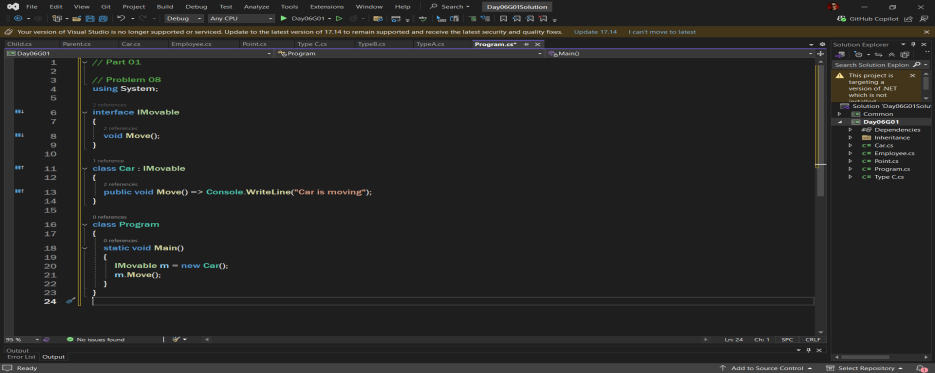 File Edit View Git Project Build Debug Test Analyze Tools Extensions Window Help Search Day06G01Solution
Debug Any CPU Day06G01 GitHub Copilot
Your version of Visual Studio is no longer supported or serviced. Update to the latest version of 17.14 to remain supported and receive the latest security and quality fixes. Update 17.14 I can't move to latest
Child.cs Parent.cs Car.cs Employee.cs Point.cs Type C.cs TypeB.cs TypeA.cs Program.cs*
Day06G01 Program Main()
1 // Part 01
2
3 // Problem 08
4 using System;
5
2 references
6 interface IMovable
7 {
2 references
8 void Move();
9 }
10
1 reference
11 class Car : IMovable
12 {
2 references
13 public void Move() => Console.WriteLine("Car is moving");
14 }
15
0 references
16 class Program
17 {
0 references
18 static void Main()
19 {
20 IMovable m = new Car();
21 m.Move();
22 }
23 }
24
95 % No issues found Ln: 24 Ch: 1 SPC CRLF
Output
Error List Output
Ready Add to Source Control Select Repository
Solution Explorer
Search Solution Explor
This project is
targeting a
version of .NET
which is not
Solution 'Day06G01Solu
Common
Day06G01
Dependencies
Inheritance
Car.cs
Employee.cs
Point.cs
Program.cs
Type C.cs